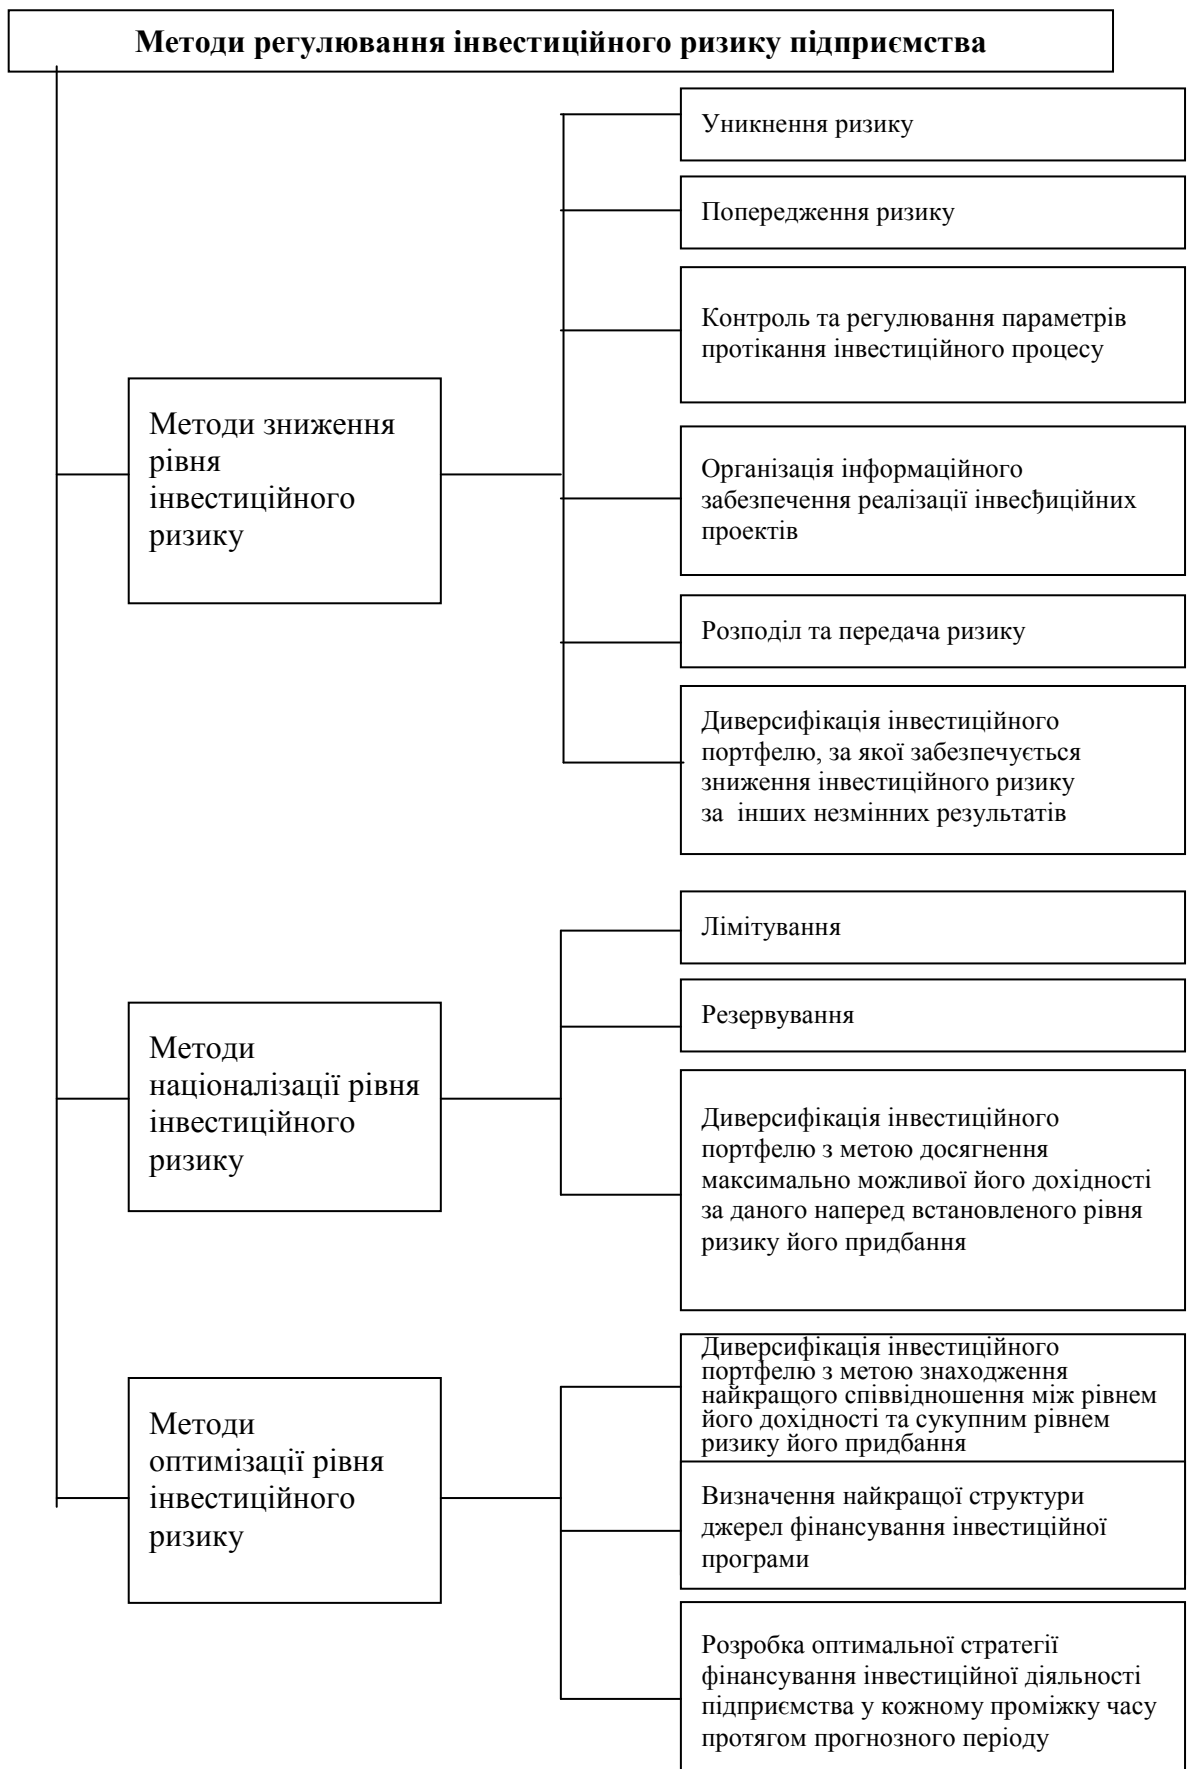 Методи регулювання інвестиційного ризику підприємства
Уникнення ризику
Попередження ризику
Контроль та регулювання параметрів
протікання інвестиційного процесу
Методи зниження
рівня
інвестиційного
ризику
Організація інформаційного
забезпечення реалізації інвесђиційних
проектів
Розподіл та передача ризику
Диверсифікація інвестиційного
портфелю, за якої забезпечується
зниження інвестиційного ризику
за інших незмінних результатів
Лімітування
Резервування
Методи
націоналізації рівня
інвестиційного
ризику
Диверсифікація інвестиційного
портфелю з метою досягнення
максимально можливої його дохідності
за даного наперед встановленого рівня
ризику його придбання
Диверсифікація інвестиційного
портфелю з метою знаходження
найкращого співвідношення між рівнем
його дохідності та сукупним рівнем
ризику його придбання
Методи
оптимізації рівня
інвестиційного
ризику
Визначення найкращої структури
джерел фінансування інвестиційної
програми
Розробка оптимальної стратегії
фінансування інвестиційної діяльності
підприємства у кожному проміжку часу
протягом прогнозного періоду